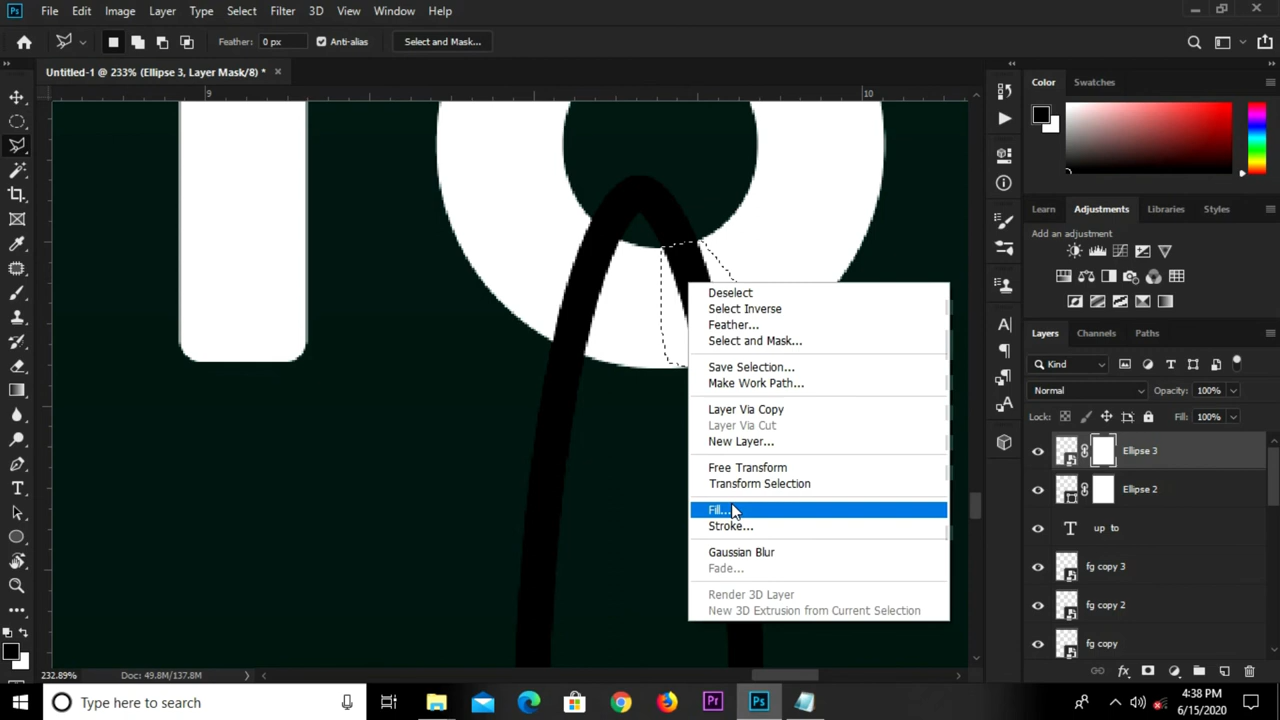 Ps File Edit Image Layer Type Select Filter 3D View Window Help
Feather: 0 px Anti-alias Select and Mask...
Untitled-1 @ 233% (Ellipse 3, Layer Mask/8) *
9 10
Color Swatches
Learn Adjustments Libraries Styles
Add an adjustment
Deselect
Select Inverse
Feather...
Select and Mask...
Save Selection...
Make Work Path...
Layer Via Copy
Layer Via Cut
New Layer...
Free Transform
Transform Selection
Fill...
Stroke...
Gaussian Blur
Fade...
Render 3D Layer
New 3D Extrusion from Current Selection
Layers Channels Paths
Kind
Normal Opacity: 100%
Lock: Fill: 100%
Ellipse 3
Ellipse 2
T up to
fg copy 3
fg copy 2
fg copy
232.89% Doc: 49.8M/137.8M
Type here to search
Pr Ps
4:38 PM
6/15/2020